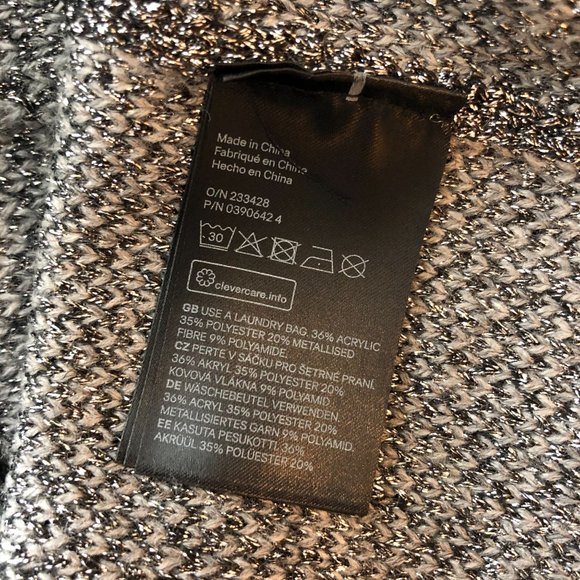 Made in China
Fabriqué en China
Hecho en China
O/N 233428
P/N 0390642 4
30
clevercare.info
GB USE A LAUNDRY BAG. 36% ACRYLIC
35% POLYESTER 20% METALLISED
FIBRE 9% POLYAMIDE.
CZ PERTE V SÁČKU PRO ŠETRNÉ PRANÍ.
36% AKRYL 35% POLYESTER 20%
KOVOVÁ VLÁKNA 9% POLYAMID
DE WÄSCHEBEUTEL VERWENDEN.
36% ACRYL 35% POLYESTER 20%
METALLISIERTES GARN 9% POLYAMID.
EE KASUTA PESUKOTTI. 36%
AKRÜÜL 35% POLÜESTER 20%